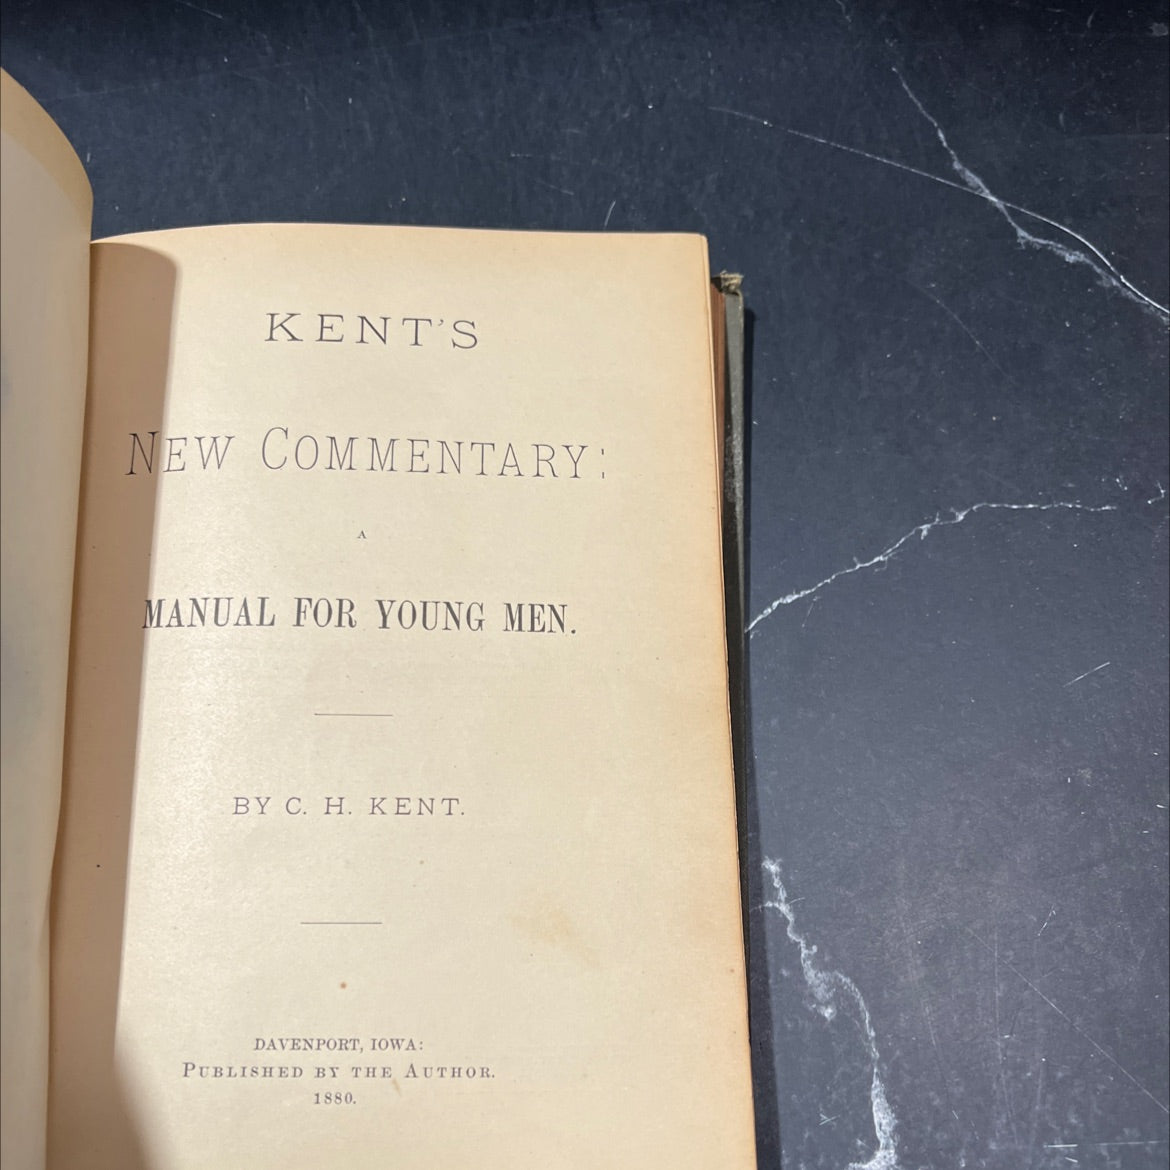 KENT'S
NEW COMMENTARY:
A
MANUAL FOR YOUNG MEN.
BY C. H. KENT.
DAVENPORT, IOWA:
PUBLISHED BY THE AUTHOR.
1880.